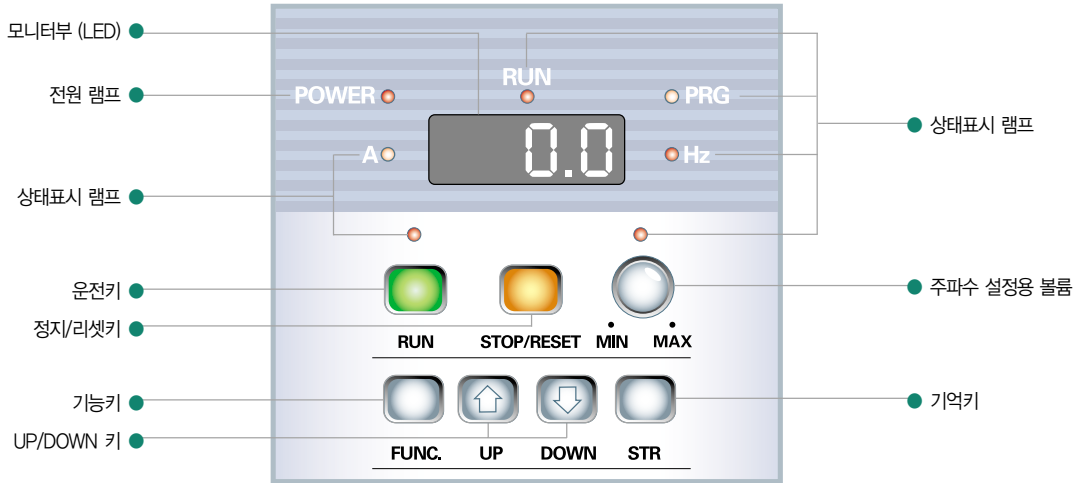 모니터부 (LED)
전원 램프
상태표시 램프
운전키
정지/리셋키
기능키
UP/DOWN 키
RUN
POWER
PRG
A
0.0
Hz
RUN
STOP/RESET
MIN
MAX
FUNC.
UP
DOWN
STR
상태표시 램프
주파수 설정용 볼륨
기억키